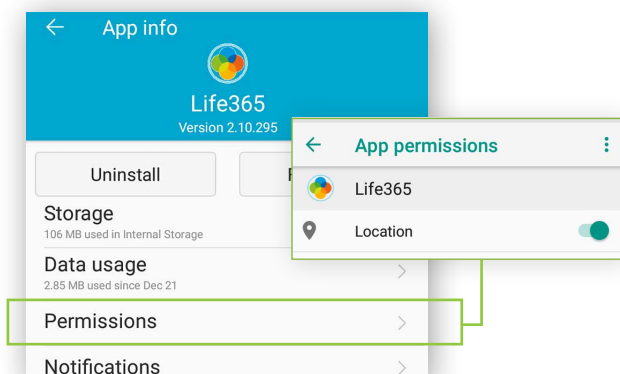 App info
Life365
Version 2.10.295
Uninstall
Storage
106 MB used in Internal Storage
Data usage
2.85 MB used since Dec 21
Permissions
Notifications
App permissions
Life365
Location